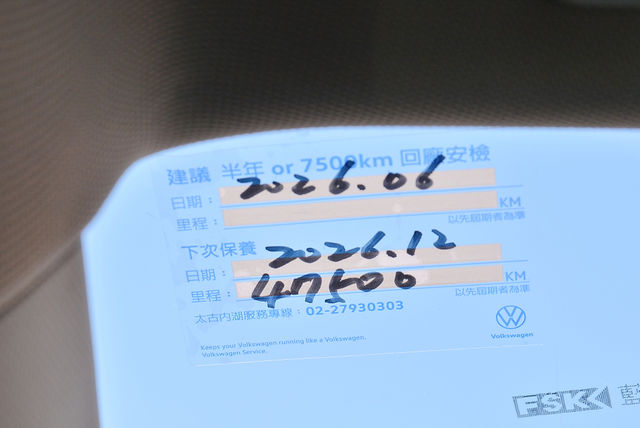 建議 半年 or 7500km 回廠安檢
日期： 2026.06
里程： KM
以先屆期者為準
下次保養
日期： 2026.12
里程： 47500 KM
以先屆期者為準
太古內湖服務專線：02-27930303
Keeps your Volkswagen running like a Volkswagen.
Volkswagen Service.
Volkswagen
FSK 藍